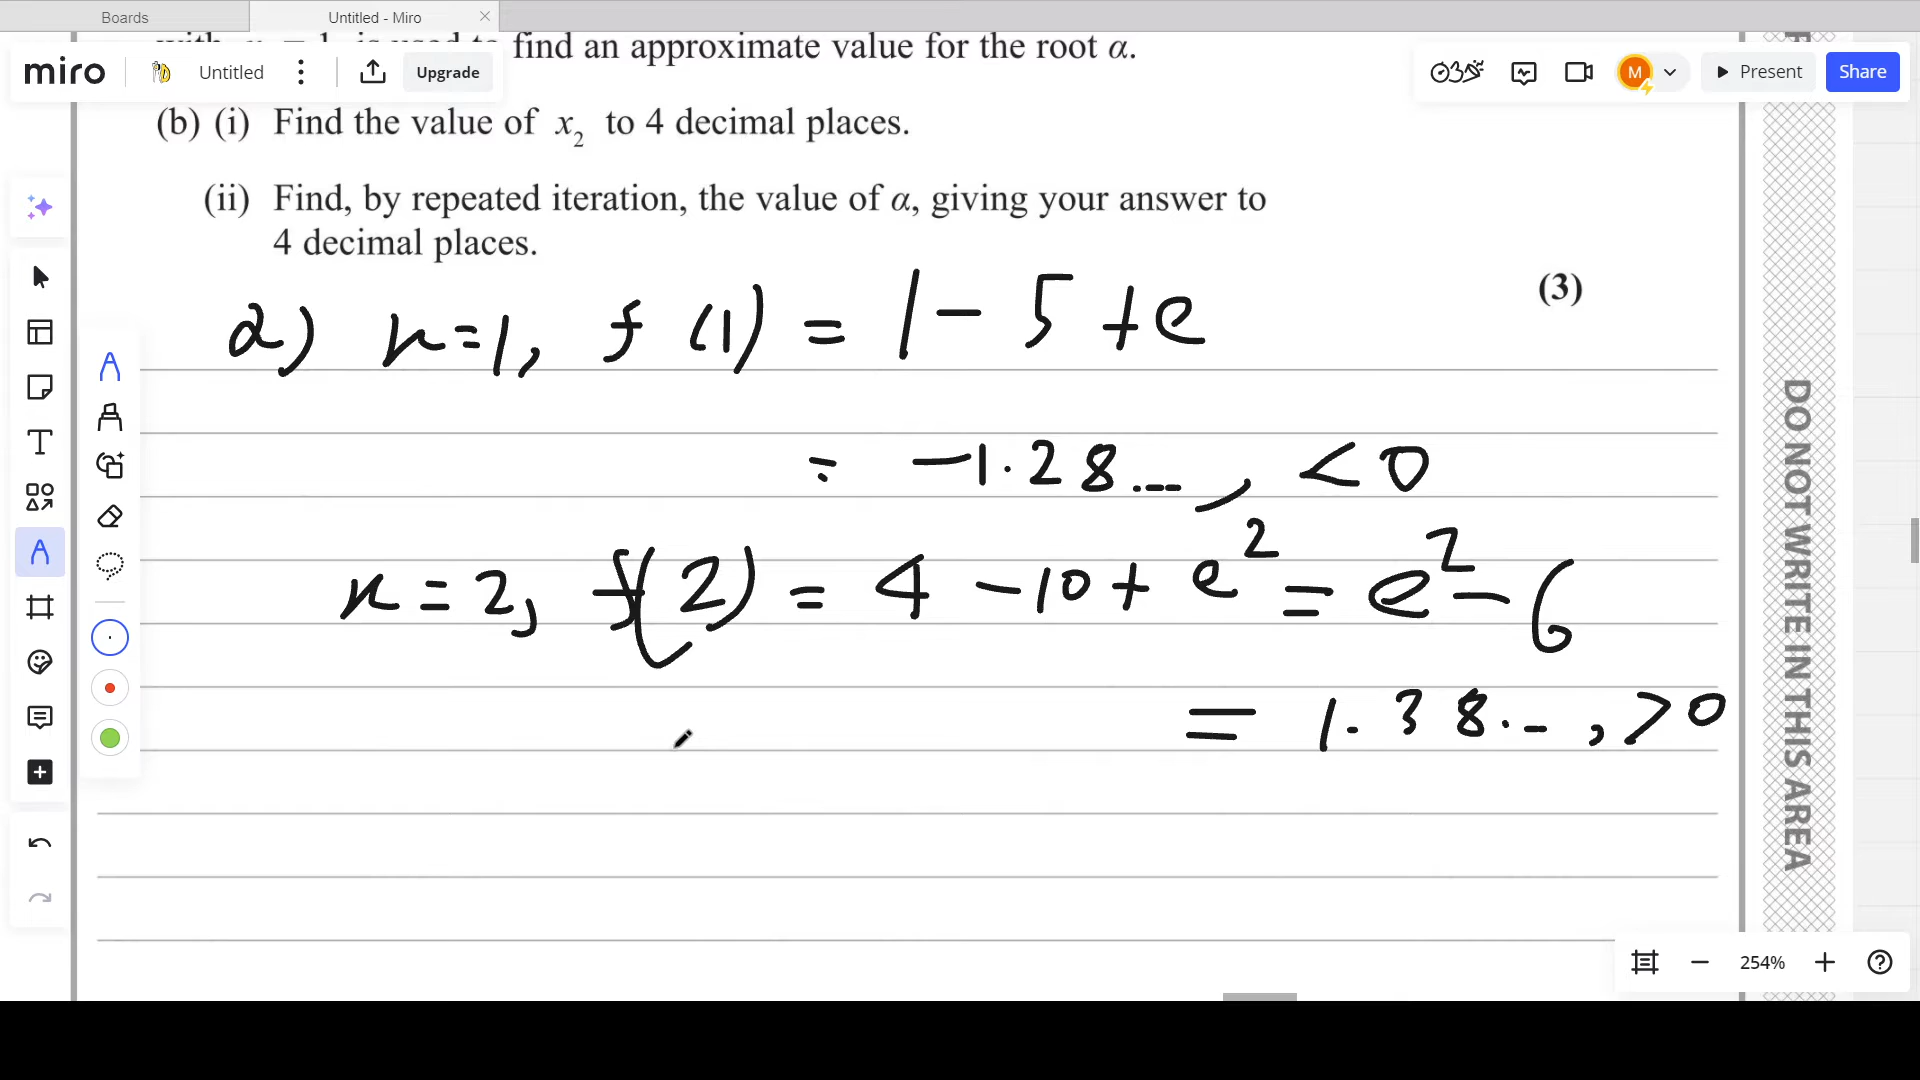 Boards
Untitled - Miro
find an approximate value for the root α.
miro
Untitled
Upgrade
Present
Share
(b) (i) Find the value of x₂ to 4 decimal places.
(ii) Find, by repeated iteration, the value of α, giving your answer to
4 decimal places.
(3)
a) x=1, f(1) = 1 - 5 + e
= -1.28..., <0
x=2, f(2) = 4 - 10 + e² = e² - 6
= 1.38..., >0
DO NOT WRITE IN THIS AREA
M
254%